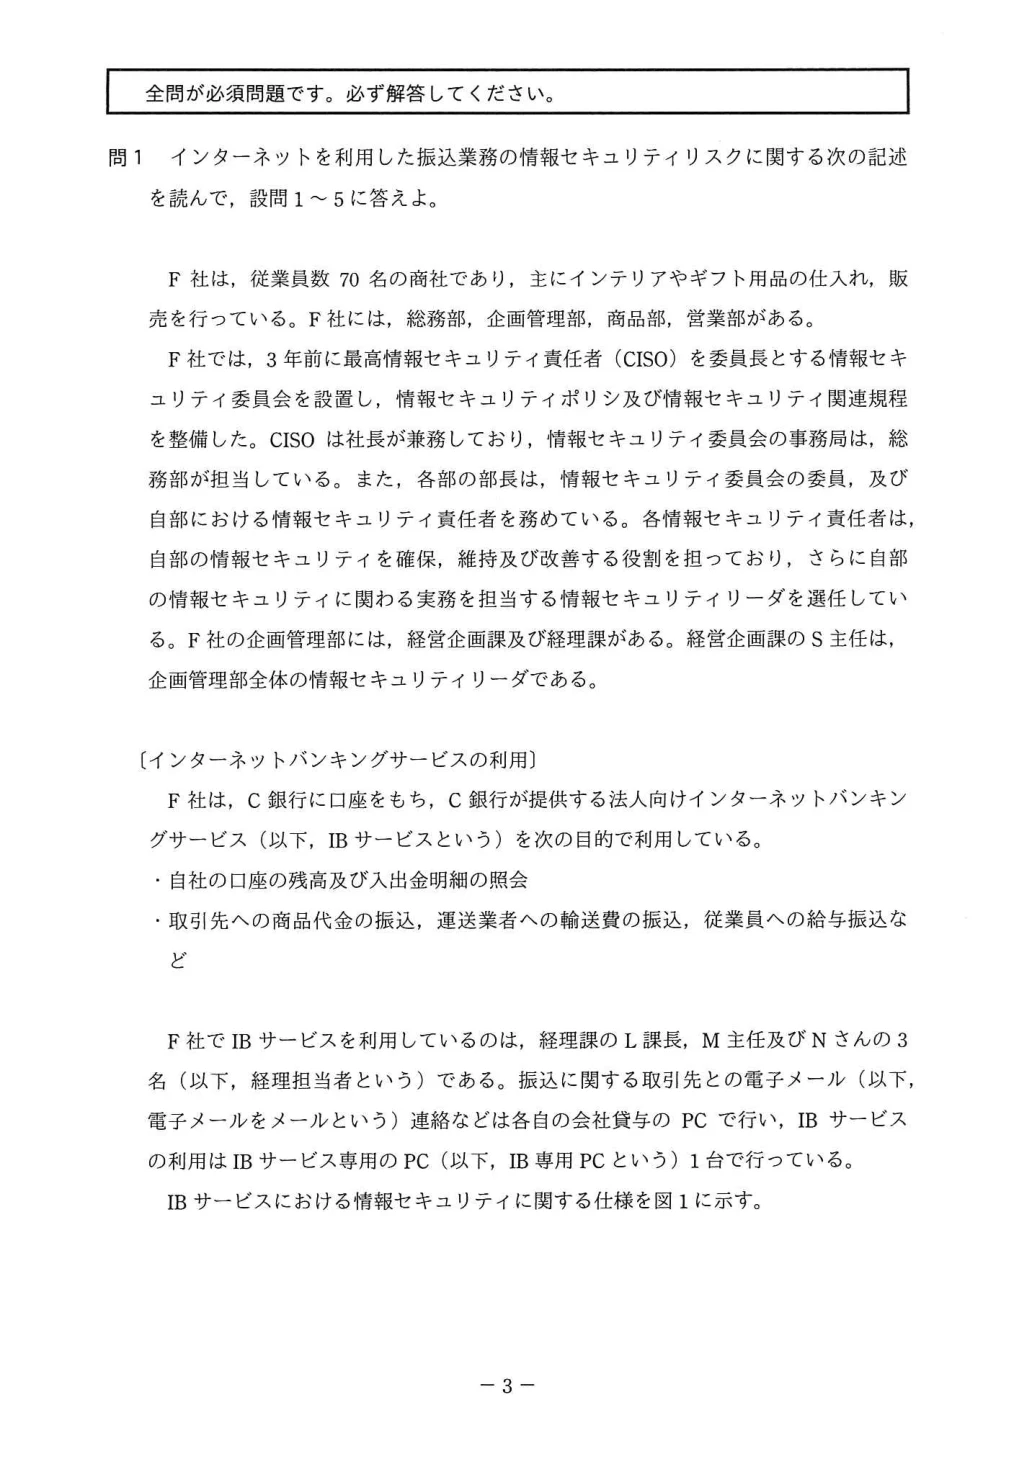 全問が必須問題です。必ず解答してください。
問1　インターネットを利用した振込業務の情報セキュリティリスクに関する次の記述
を読んで，設問1～5に答えよ。
F社は，従業員数70名の商社であり，主にインテリアやギフト用品の仕入れ，販
売を行っている。F社には，総務部，企画管理部，商品部，営業部がある。
F社では，3年前に最高情報セキュリティ責任者（CISO）を委員長とする情報セキ
ュリティ委員会を設置し，情報セキュリティポリシ及び情報セキュリティ関連規程
を整備した。CISOは社長が兼務しており，情報セキュリティ委員会の事務局は，総
務部が担当している。また，各部の部長は，情報セキュリティ委員会の委員，及び
自部における情報セキュリティ責任者を務めている。各情報セキュリティ責任者は，
自部の情報セキュリティを確保，維持及び改善する役割を担っており，さらに自部
の情報セキュリティに関わる実務を担当する情報セキュリティリーダを選任してい
る。F社の企画管理部には，経営企画課及び経理課がある。経営企画課のS主任は，
企画管理部全体の情報セキュリティリーダである。
〔インターネットバンキングサービスの利用〕
F社は，C銀行に口座をもち，C銀行が提供する法人向けインターネットバンキン
グサービス（以下，IBサービスという）を次の目的で利用している。
・自社の口座の残高及び入出金明細の照会
・取引先への商品代金の振込，運送業者への輸送費の振込，従業員への給与振込な
ど
F社でIBサービスを利用しているのは，経理課のL課長，M主任及びNさんの3
名（以下，経理担当者という）である。振込に関する取引先との電子メール（以下，
電子メールをメールという）連絡などは各自の会社貸与のPCで行い，IBサービス
の利用はIBサービス専用のPC（以下，IB専用PCという）1台で行っている。
IBサービスにおける情報セキュリティに関する仕様を図1に示す。
－3－